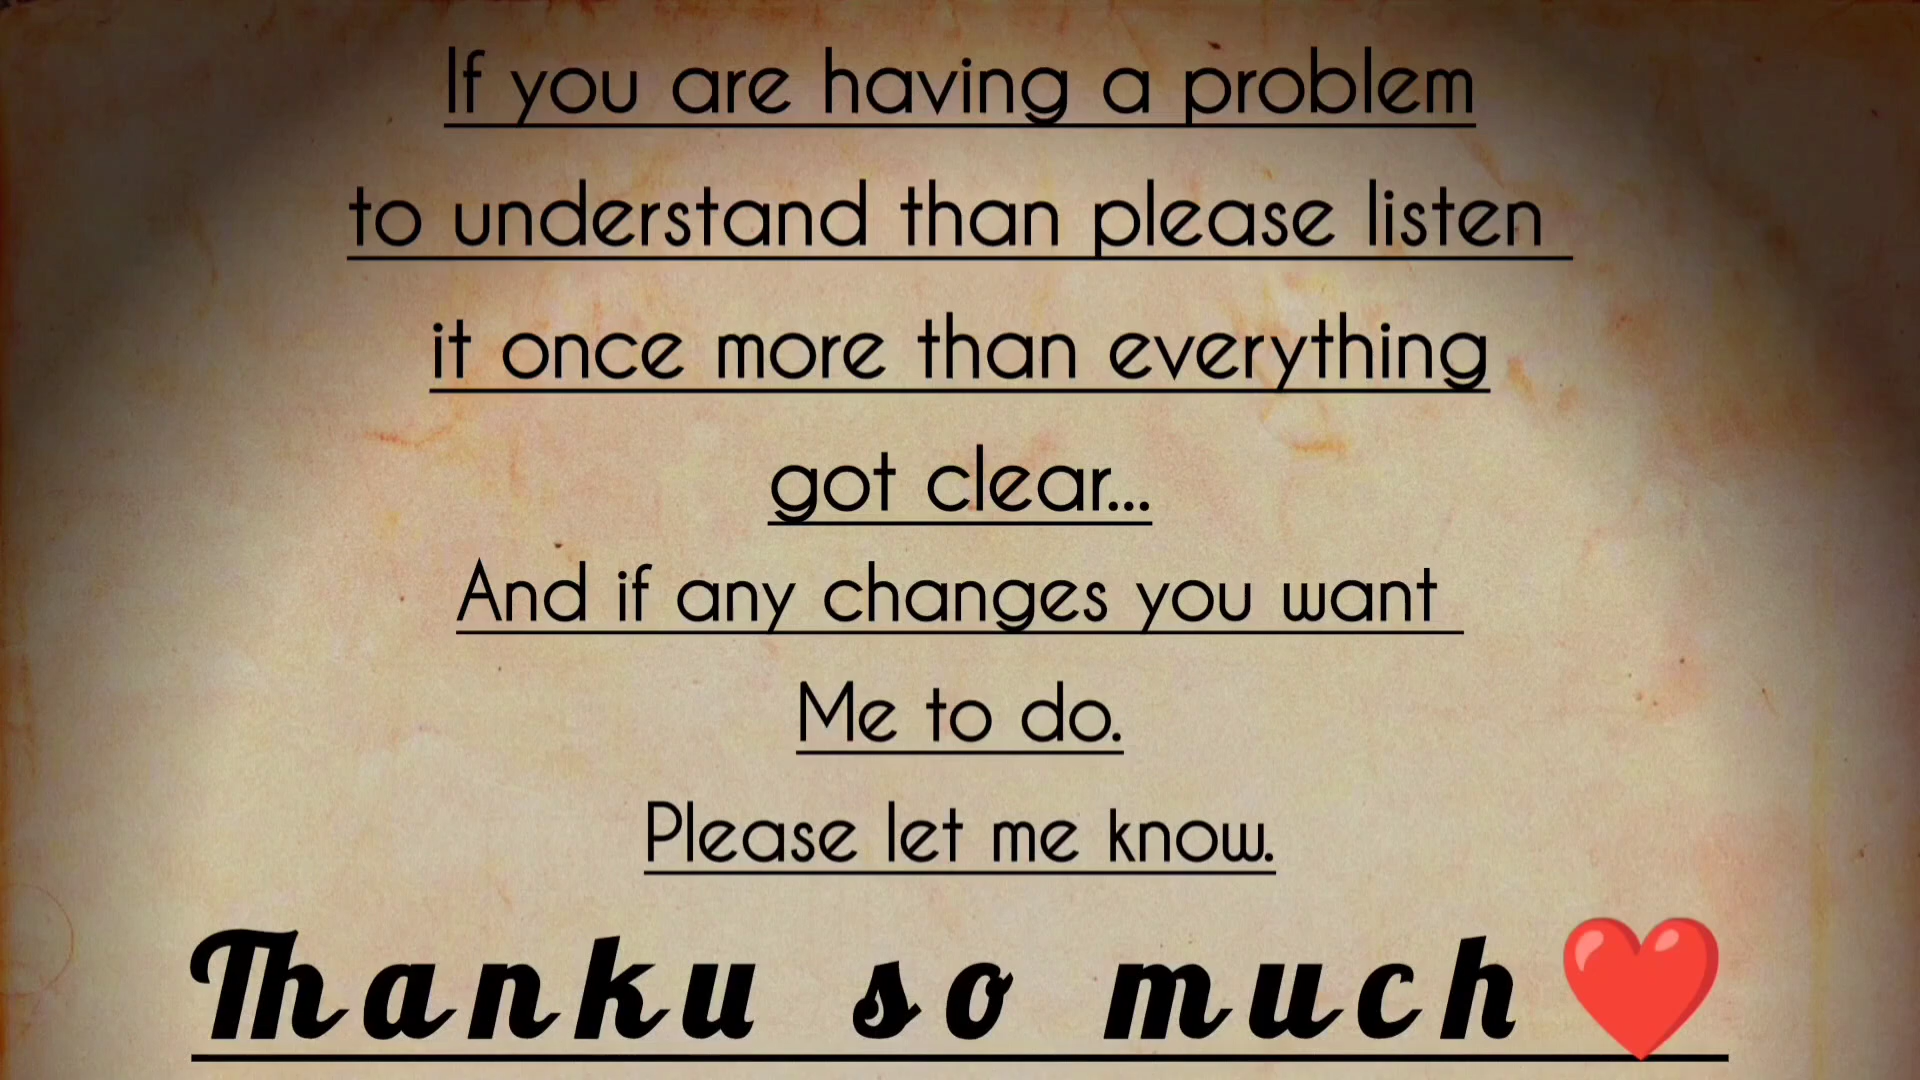 If you are having a problem
to understand than please listen
it once more than everything
got clear...
And if any changes you want
Me to do.
Please let me know.
Thanku so much❤️